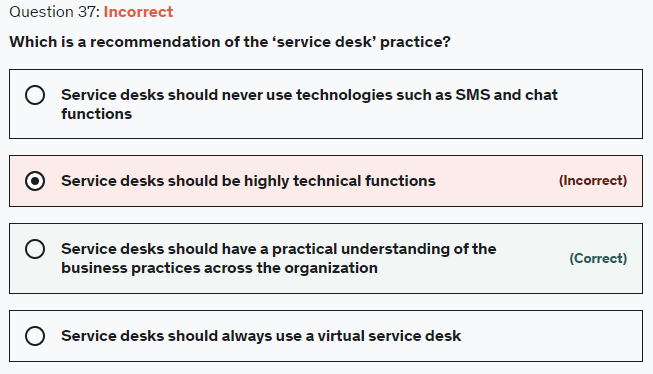 Question 37: Incorrect
Which is a recommendation of the ‘service desk’ practice?
Service desks should never use technologies such as SMS and chat
functions
Service desks should be highly technical functions
(Incorrect)
Service desks should have a practical understanding of the
business practices across the organization
(Correct)
Service desks should always use a virtual service desk